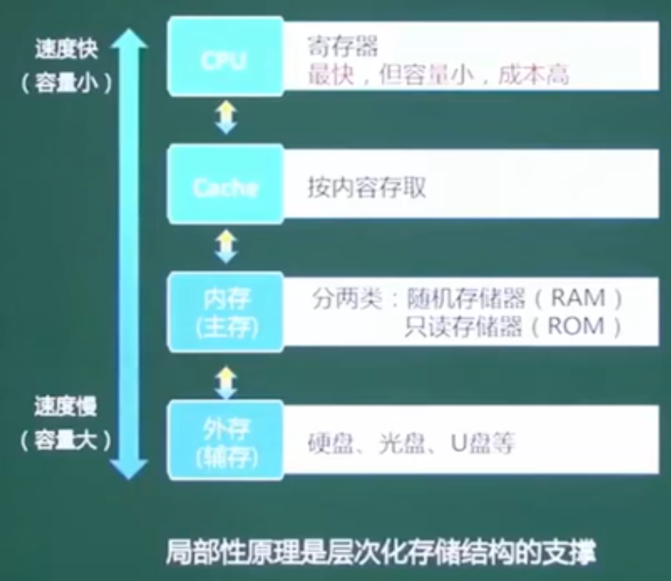 速度快
（容量小）
CPU
寄存器
最快，但容量小，成本高
Cache
按内容存取
内存
(主存)
分两类：随机存储器（RAM）
只读存储器（ROM）
速度慢
（容量大）
外存
(辅存)
硬盘、光盘、U盘等
局部性原理是层次化存储结构的支撑